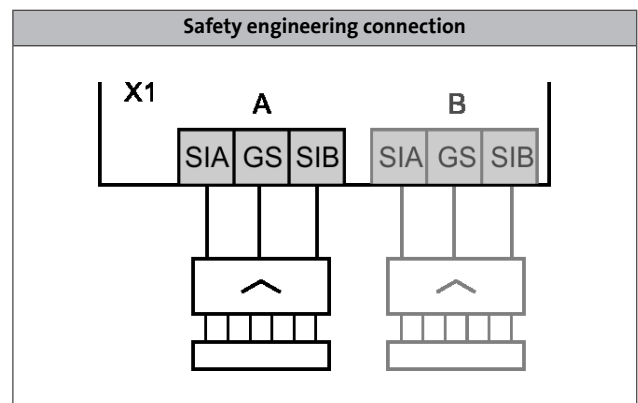 Safety engineering connection
X1
A B
SIA GS SIB SIA GS SIB